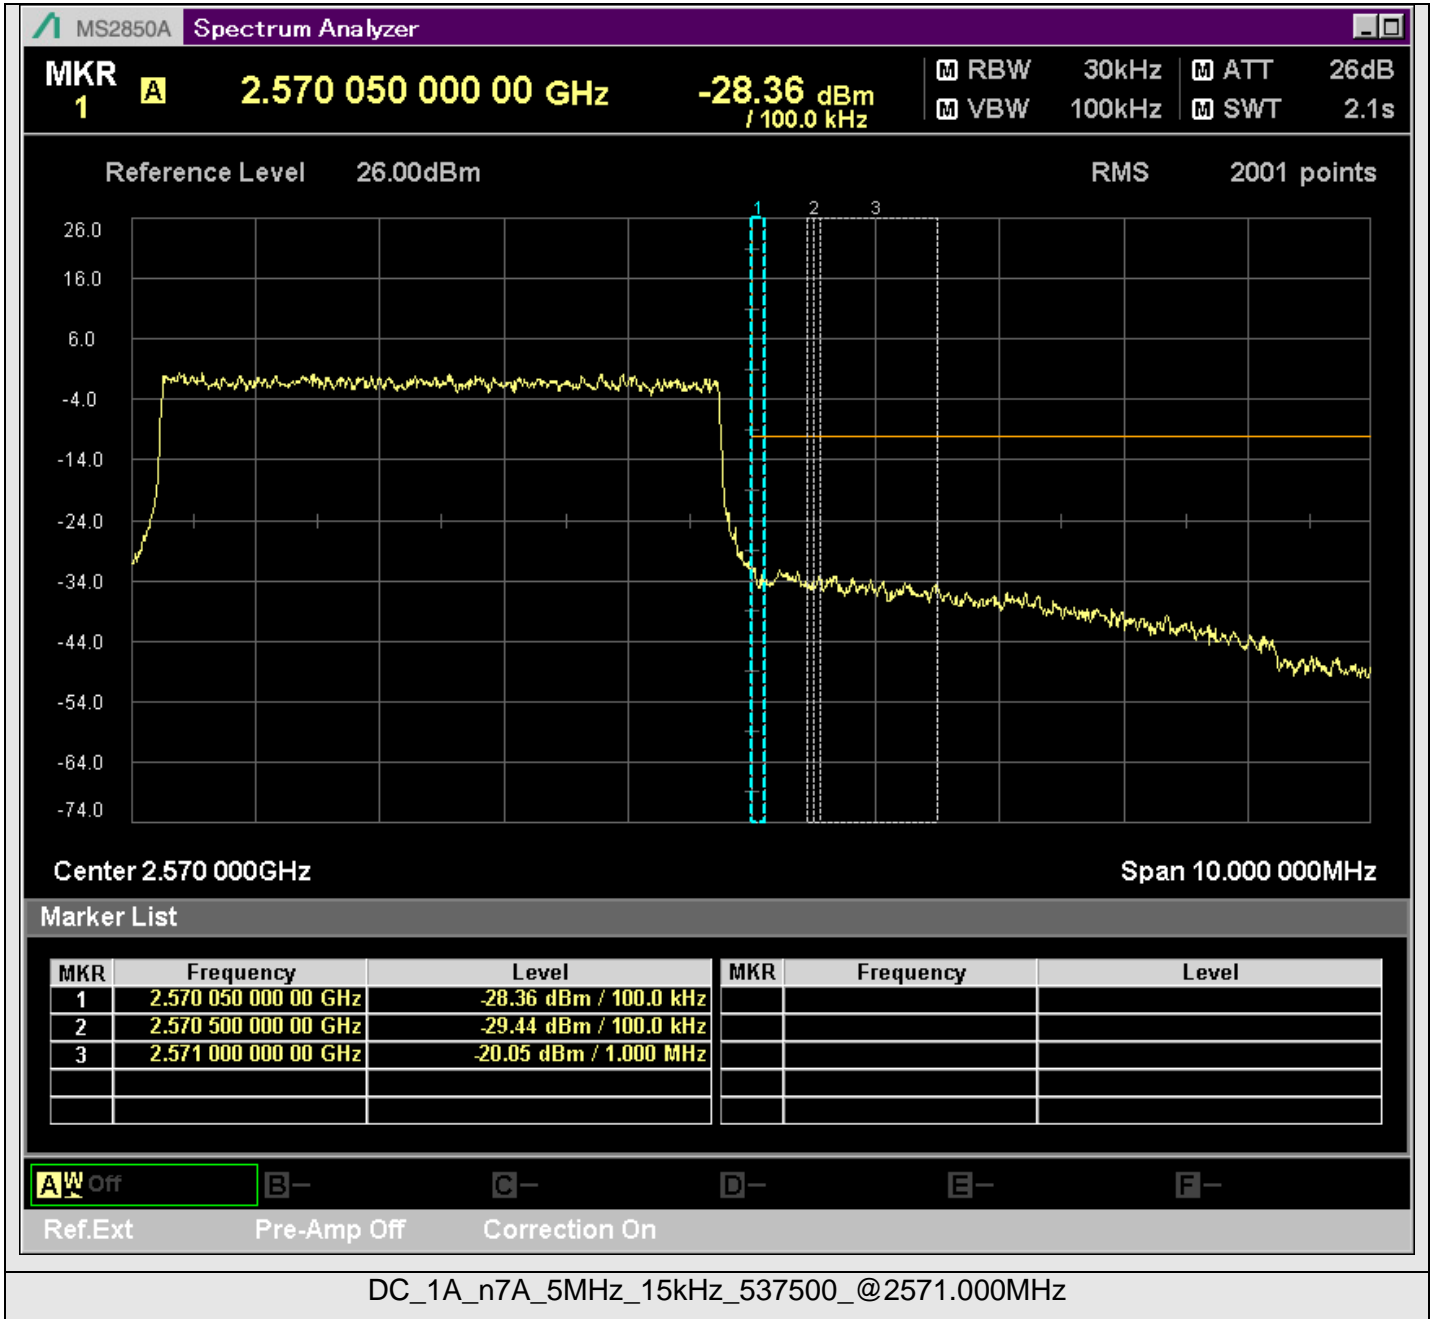 MS2850A Spectrum Analyzer
MKR 1 A 2.570 050 000 00 GHz -28.36 dBm / 100.0 kHz
M RBW 30kHz M ATT 26dB
M VBW 100kHz M SWT 2.1s
Reference Level 26.00dBm RMS 2001 points
1 2 3
26.0
16.0
6.0
-4.0
-14.0
-24.0
-34.0
-44.0
-54.0
-64.0
-74.0
Center 2.570 000GHz Span 10.000 000MHz
Marker List
MKR Frequency Level MKR Frequency Level
1 2.570 050 000 00 GHz -28.36 dBm / 100.0 kHz
2 2.570 500 000 00 GHz -29.44 dBm / 100.0 kHz
3 2.571 000 000 00 GHz -20.05 dBm / 1.000 MHz
A W Off B— C— D— E— F—
Ref.Ext Pre-Amp Off Correction On
DC_1A_n7A_5MHz_15kHz_537500_@2571.000MHz